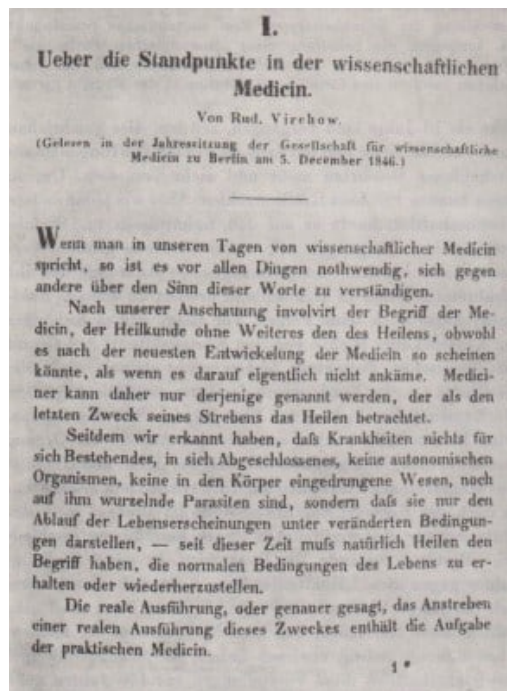 I.
Ueber die Standpunkte in der wissenschaftlichen
Medicin.
Von Rud. Virchow.
(Gelesen in der Jahressitzung der Gesellschaft für wissenschaftliche
Medicin zu Berlin am 5. December 1846.)
Wenn man in unseren Tagen von wissenschaftlicher Medicin
spricht, so ist es vor allen Dingen nothwendig, sich gegen
andere über den Sinn dieser Worte zu verständigen.
Nach unserer Anschauung involvirt der Begriff der Me-
dicin, der Heilkunde ohne Weiteres den des Heilens, obwohl
es nach der neuesten Entwickelung der Medicin so scheinen
könnte, als wenn es darauf eigentlich nicht ankäme. Medici-
ner kann daher nur derjenige genannt werden, der als den
letzten Zweck seines Strebens das Heilen betrachtet.
Seitdem wir erkannt haben, daſs Krankheiten nichts für
sich Bestehendes, in sich Abgeschlossenes, keine autonomischen
Organismen, keine in den Körper eingedrungene Wesen, noch
auf ihm wurzelnde Parasiten sind, sondern daſs sie nur den
Ablauf der Lebenserscheinungen unter veränderten Bedingun-
gen darstellen, — seit dieser Zeit muſs natürlich Heilen den
Begriff haben, die normalen Bedingungen des Lebens zu er-
halten oder wiederherzustellen.
Die reale Ausführung, oder genauer gesagt, das Anstreben
einer realen Ausführung dieses Zweckes enthält die Aufgabe
der praktischen Medicin.
1 *